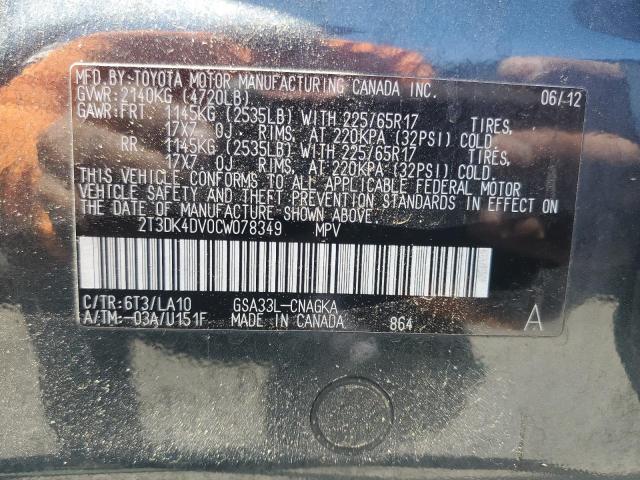 MFD. BY: TOYOTA MOTOR MANUFACTURING CANADA INC.
GVWR: 2140KG (4720LB) 06/12
GAWR: FRT 1145KG (2535LB) WITH 225/65R17 TIRES,
17X7 OJ RIMS, AT 220KPA (32PSI) COLD.
RR 1145KG (2535LB) WITH 225/65R17 TIRES,
17X7 OJ RIMS, AT 220KPA (32PSI) COLD.
THIS VEHICLE CONFORMS TO ALL APPLICABLE FEDERAL MOTOR
VEHICLE SAFETY AND THEFT PREVENTION STANDARDS IN EFFECT ON
THE DATE OF MANUFACTURE SHOWN ABOVE.
2T3DK4DV0CW078349 MPV
C/TR: 6T3/LA10 GSA33L-CNAGKA
A/TM: -03A/U151F MADE IN CANADA 864 A